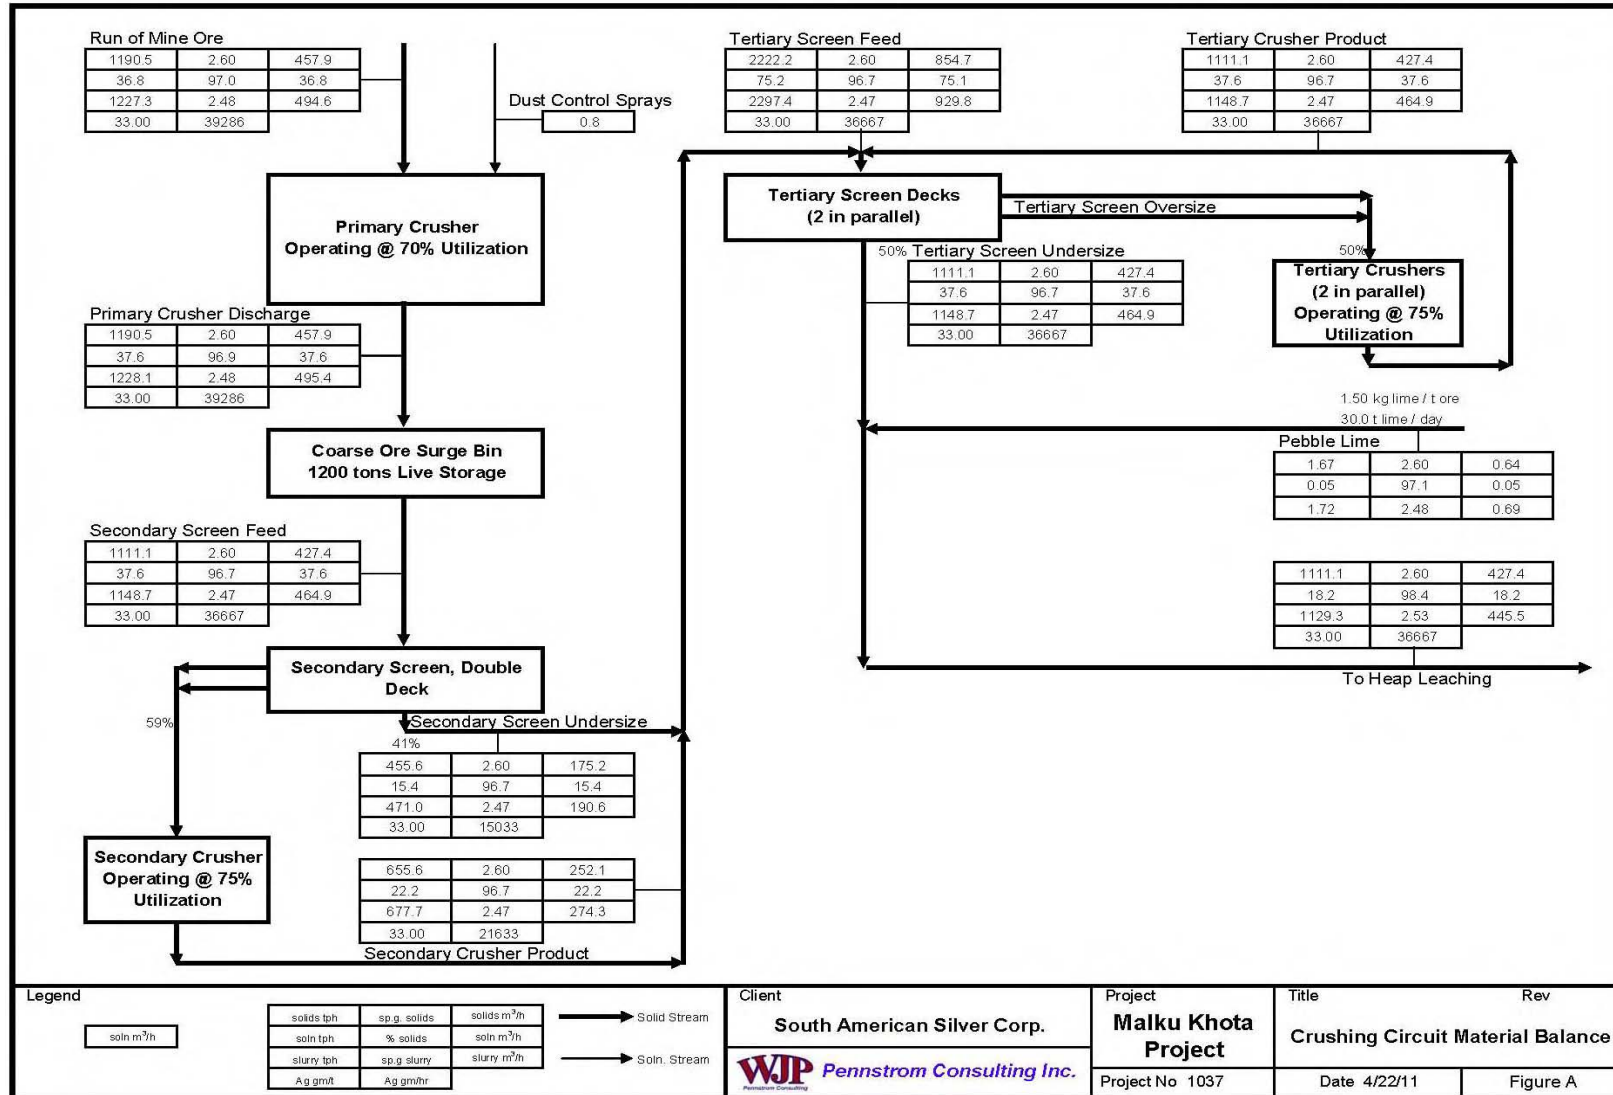 Run of Mine Ore
1190.5 2.60 457.9
36.8 97.0 36.8
1227.3 2.48 494.6
33.00 39286
Dust Control Sprays
0.8
Primary Crusher
Operating @ 70% Utilization
Primary Crusher Discharge
1190.5 2.60 457.9
37.6 96.9 37.6
1228.1 2.48 495.4
33.00 39286
Coarse Ore Surge Bin
1200 tons Live Storage
Secondary Screen Feed
1111.1 2.60 427.4
37.6 96.7 37.6
1148.7 2.47 464.9
33.00 36667
Secondary Screen, Double
Deck
59%
Secondary Screen Undersize
41%
455.6 2.60 175.2
15.4 96.7 15.4
471.0 2.47 190.6
33.00 15033
Secondary Crusher
Operating @ 75%
Utilization
655.6 2.60 252.1
22.2 96.7 22.2
677.7 2.47 274.3
33.00 21633
Secondary Crusher Product
Tertiary Screen Feed
2222.2 2.60 854.7
75.2 96.7 75.1
2297.4 2.47 929.8
33.00 36667
Tertiary Crusher Product
1111.1 2.60 427.4
37.6 96.7 37.6
1148.7 2.47 464.9
33.00 36667
Tertiary Screen Decks
(2 in parallel)
Tertiary Screen Oversize
50% Tertiary Screen Undersize
1111.1 2.60 427.4
37.6 96.7 37.6
1148.7 2.47 464.9
33.00 36667
50%
Tertiary Crushers
(2 in parallel)
Operating @ 75%
Utilization
1.50 kg lime / t ore
30.0 t lime / day
Pebble Lime
1.67 2.60 0.64
0.05 97.1 0.05
1.72 2.48 0.69
1111.1 2.60 427.4
18.2 98.4 18.2
1129.3 2.53 445.5
33.00 36667
To Heap Leaching
Legend
soln m³/h
solids tph sp.g. solids solids m³/h
soln tph % solids soln m³/h
slurry tph sp.g slurry slurry m³/h
Ag gm/t Ag gm/hr
Solid Stream
Soln. Stream
Client
South American Silver Corp.
WJP
Pennstrom Consulting
Pennstrom Consulting Inc.
Project
Malku Khota
Project
Project No 1037
Title Rev
Crushing Circuit Material Balance
Date 4/22/11 Figure A